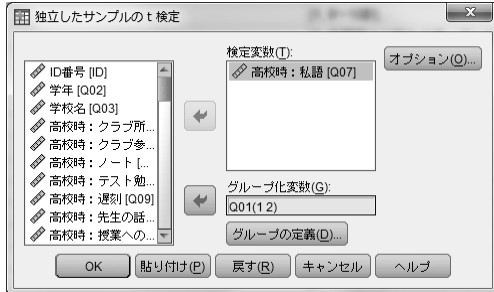 独立したサンプルの t 検定
ID番号 [ID]
学年 [Q02]
学校名 [Q03]
高校時：クラブ所...
高校時：クラブ参...
高校時：ノート [...
高校時：テスト勉...
高校時：遅刻 [Q09]
高校時：先生の話...
高校時：授業への...
検定変数(T):
高校時：私語 [Q07]
オプション(O)...
グループ化変数(G):
Q01(1 2)
グループの定義(D)...
OK
貼り付け(P)
戻す(R)
キャンセル
ヘルプ